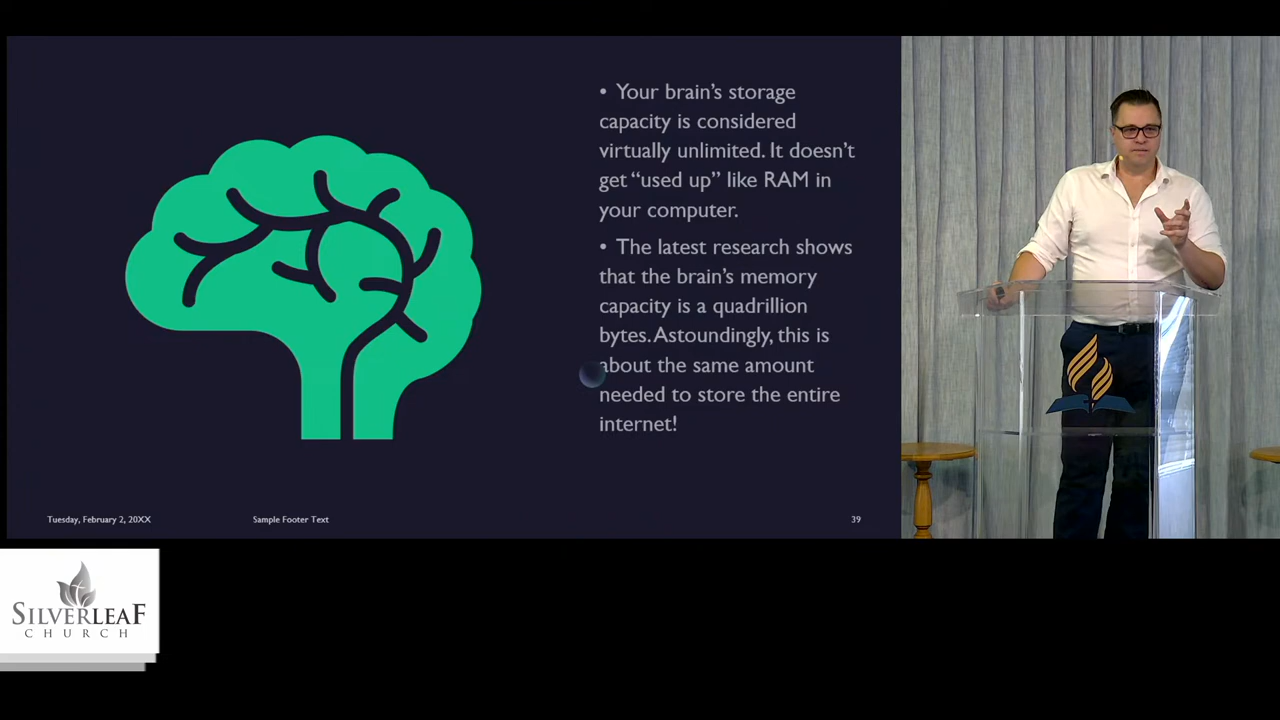 • Your brain’s storage
capacity is considered
virtually unlimited. It doesn’t
get “used up” like RAM in
your computer.
• The latest research shows
that the brain’s memory
capacity is a quadrillion
bytes. Astoundingly, this is
about the same amount
needed to store the entire
internet!
Tuesday, February 2, 20XX
Sample Footer Text
39
SILVERLEAF
CHURCH